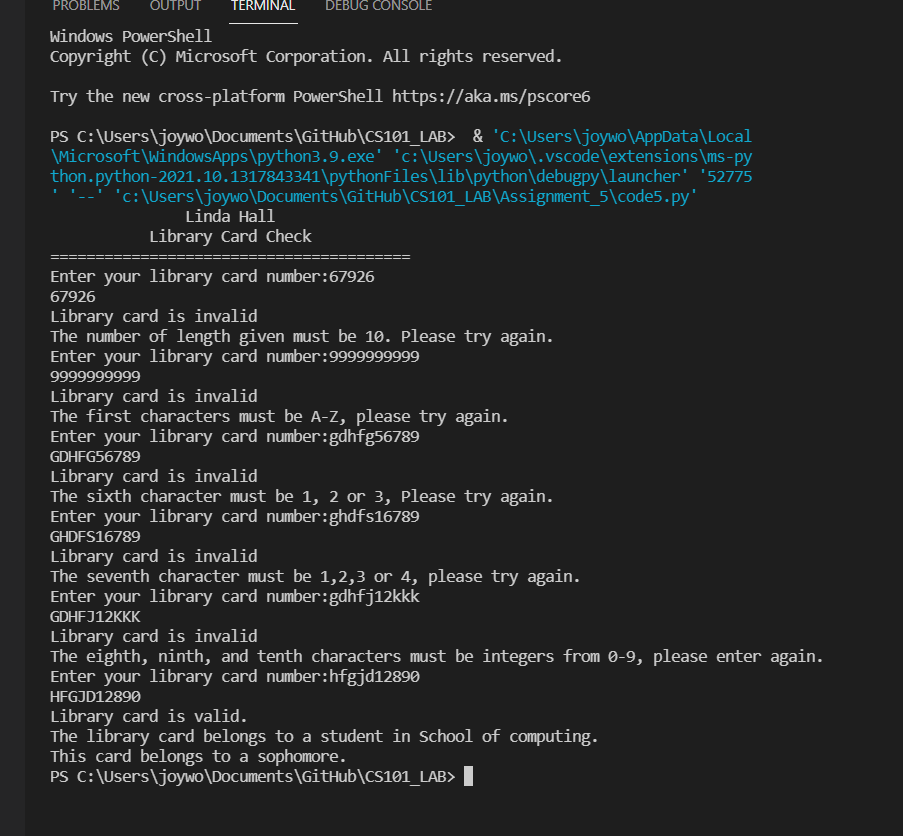 PROBLEMS OUTPUT TERMINAL DEBUG CONSOLE
Windows PowerShell
Copyright (C) Microsoft Corporation. All rights reserved.
Try the new cross-platform PowerShell https://aka.ms/pscore6
PS C:\Users\joywo\Documents\GitHub\CS101_LAB>  & 'C:\Users\joywo\AppData\Local
\Microsoft\WindowsApps\python3.9.exe' 'c:\Users\joywo\.vscode\extensions\ms-py
thon.python-2021.10.1317843341\pythonFiles\lib\python\debugpy\launcher' '52775
' '--' 'c:\Users\joywo\Documents\GitHub\CS101_LAB\Assignment_5\code5.py'
Linda Hall
Library Card Check
========================================
Enter your library card number:67926
67926
Library card is invalid
The number of length given must be 10. Please try again.
Enter your library card number:9999999999
9999999999
Library card is invalid
The first characters must be A-Z, please try again.
Enter your library card number:gdhfg56789
GDHFG56789
Library card is invalid
The sixth character must be 1, 2 or 3, Please try again.
Enter your library card number:ghdfs16789
GHDFS16789
Library card is invalid
The seventh character must be 1,2,3 or 4, please try again.
Enter your library card number:gdhfj12kkk
GDHFJ12KKK
Library card is invalid
The eighth, ninth, and tenth characters must be integers from 0-9, please enter again.
Enter your library card number:hfgjd12890
HFGJD12890
Library card is valid.
The library card belongs to a student in School of computing.
This card belongs to a sophomore.
PS C:\Users\joywo\Documents\GitHub\CS101_LAB>